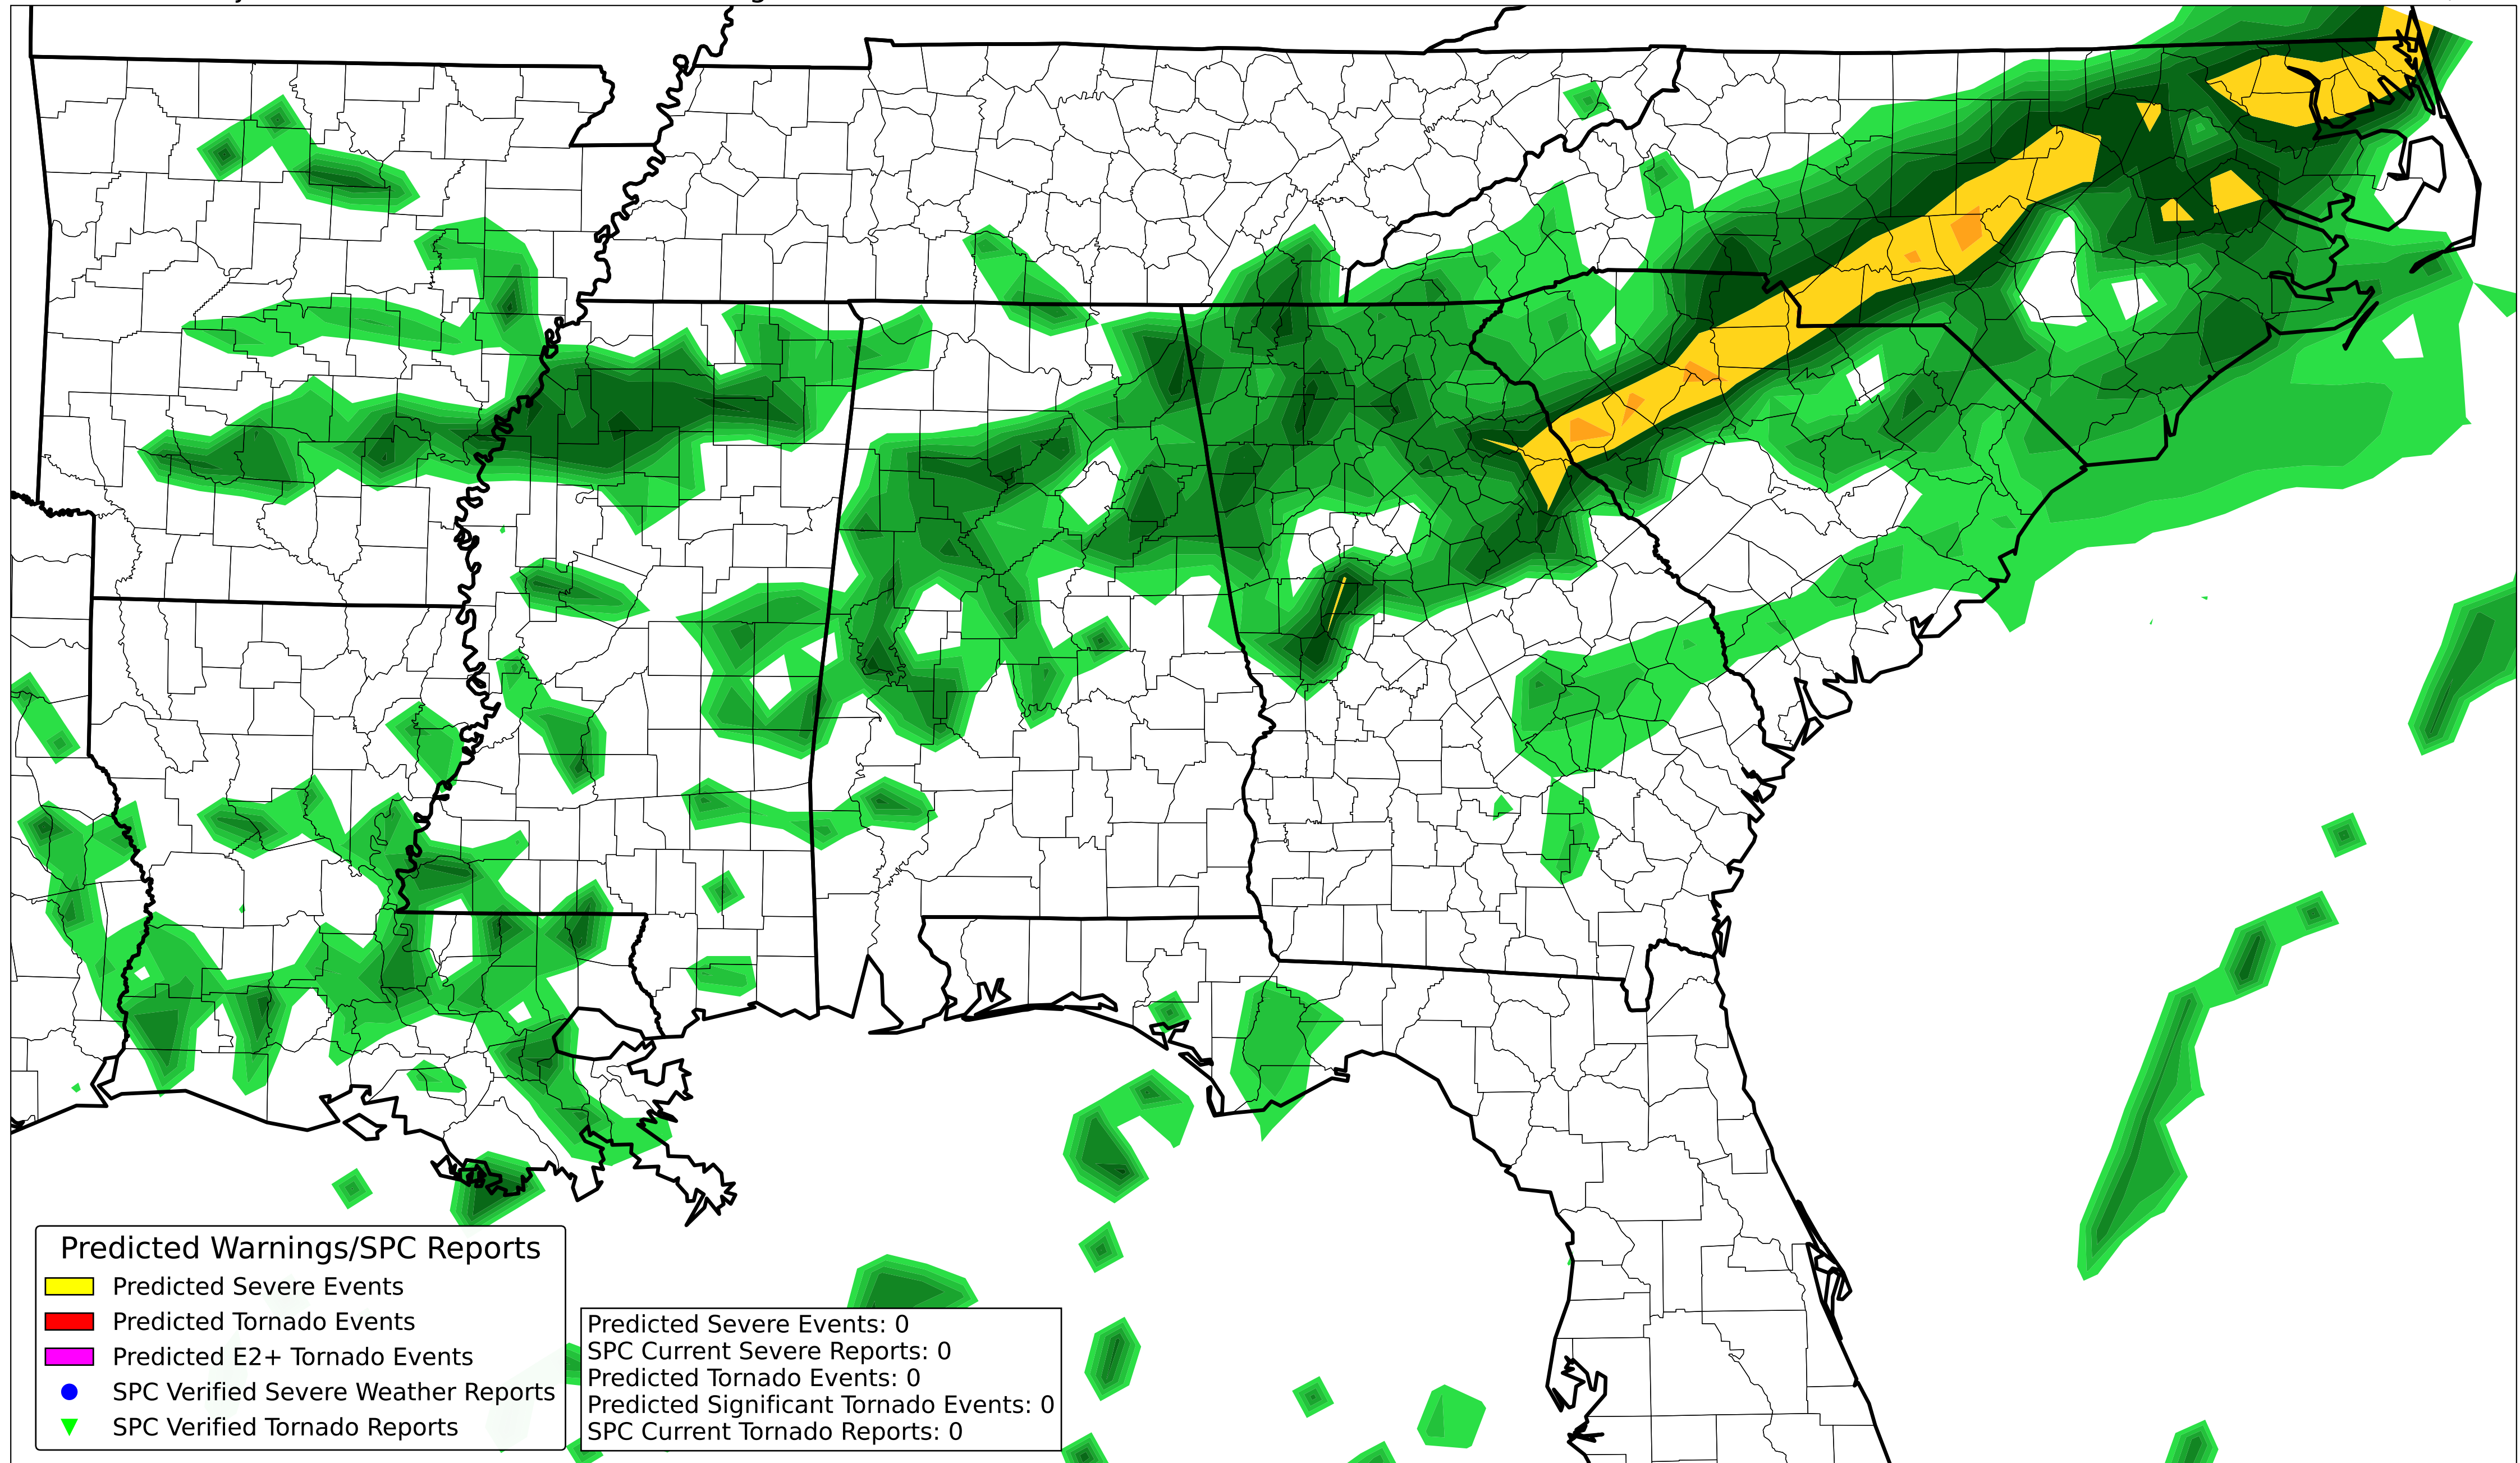 Predicted Warnings/SPC Reports
Predicted Severe Events
Predicted Tornado Events
Predicted E2+ Tornado Events
SPC Verified Severe Weather Reports
SPC Verified Tornado Reports
Predicted Severe Events: 0
SPC Current Severe Reports: 0
Predicted Tornado Events: 0
Predicted Significant Tornado Events: 0
SPC Current Tornado Reports: 0